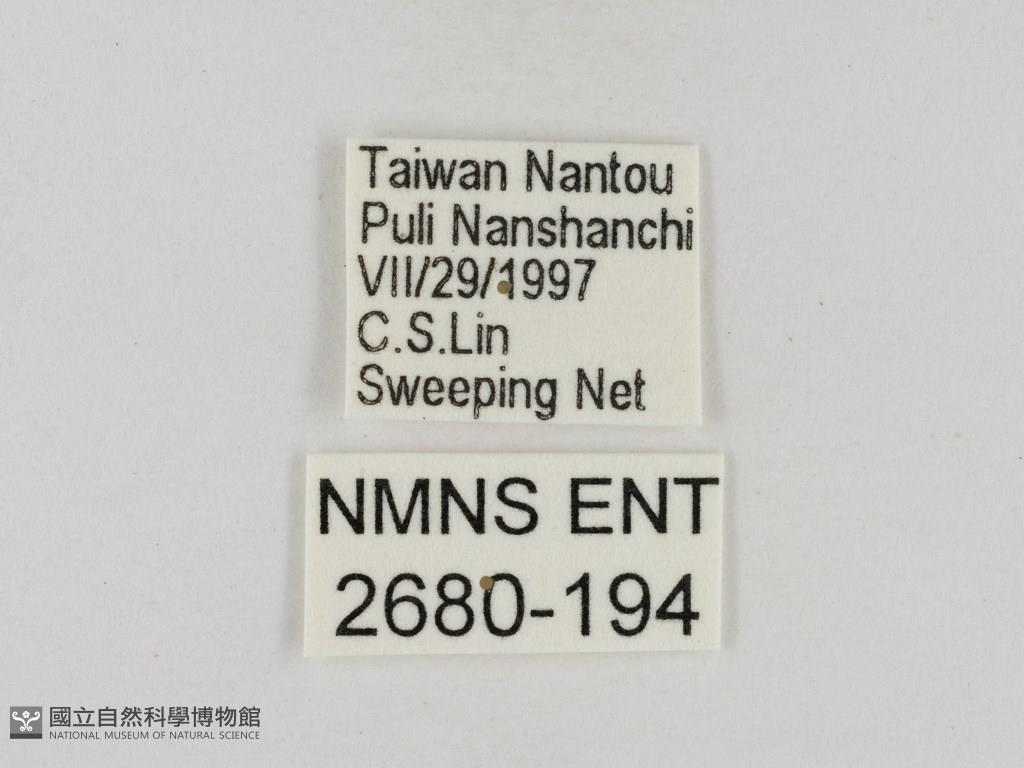 Taiwan Nantou
Puli Nanshanchi
VII/29/1997
C.S.Lin
Sweeping Net
NMNS ENT
2680-194
國立自然科學博物館
NATIONAL MUSEUM OF NATURAL SCIENCE